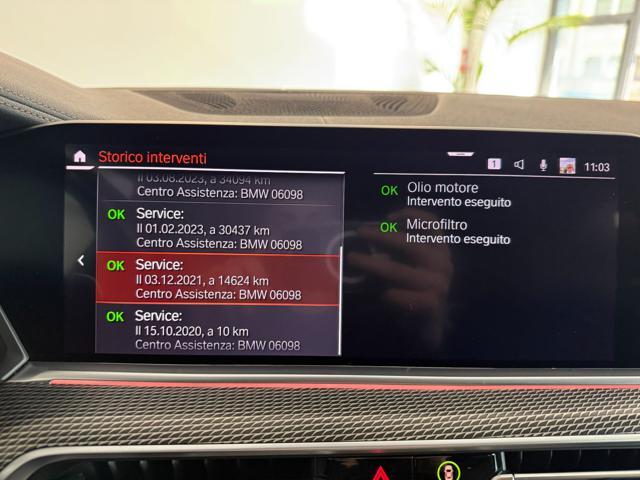 Storico interventi
1
11:03
Il 03.08.2023, a 34094 km
Centro Assistenza: BMW 06098
OK Service:
Il 01.02.2023, a 30437 km
Centro Assistenza: BMW 06098
OK Service:
Il 03.12.2021, a 14624 km
Centro Assistenza: BMW 06098
OK Service:
Il 15.10.2020, a 10 km
Centro Assistenza: BMW 06098
OK Olio motore
Intervento eseguito
OK Microfiltro
Intervento eseguito